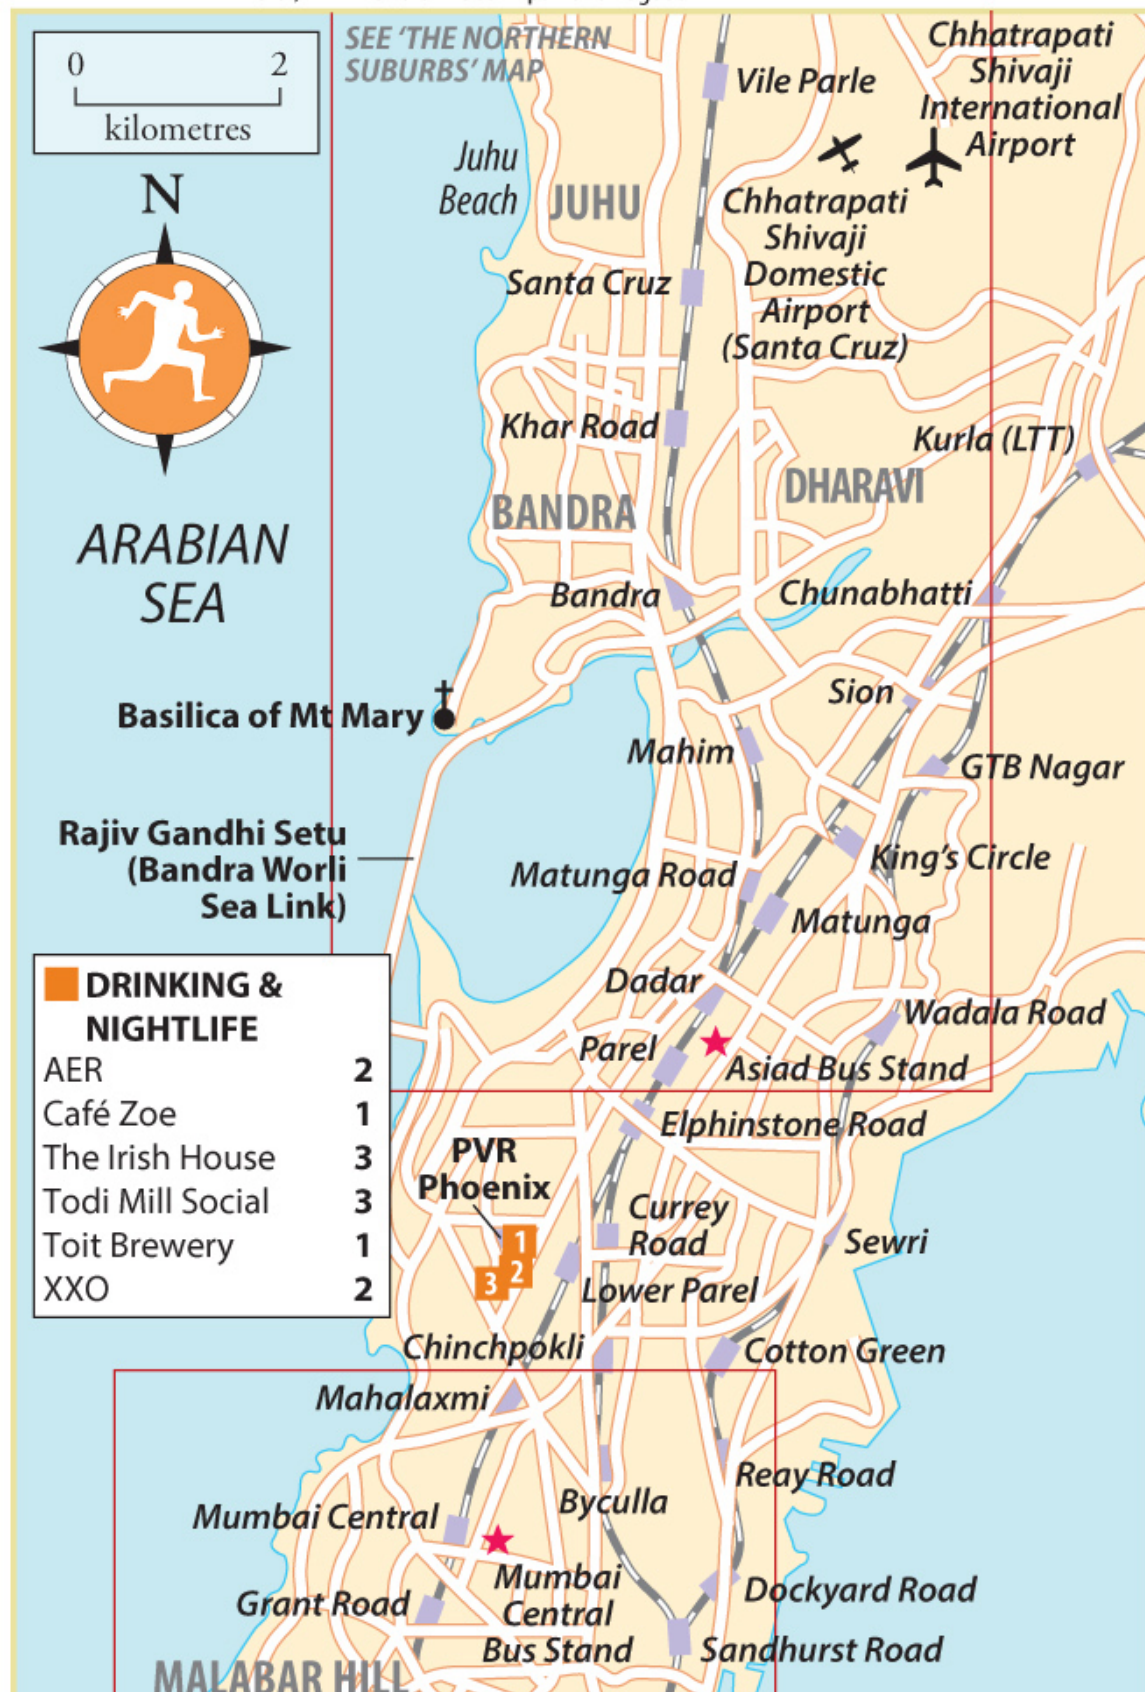 0 2
kilometres
N
SEE ‘THE NORTHERN
SUBURBS’ MAP
Chhatrapati
Shivaji
International
Airport
Vile Parle
Juhu
Beach
JUHU
Chhatrapati
Shivaji
Domestic
Airport
(Santa Cruz)
Santa Cruz
Khar Road
Kurla (LTT)
BANDRA
DHARAVI
ARABIAN
SEA
Bandra
Chunabhatti
Sion
Basilica of Mt Mary
Mahim
GTB Nagar
Rajiv Gandhi Setu
(Bandra Worli
Sea Link)
King’s Circle
Matunga Road
Matunga
Dadar
Wadala Road
Parel
Asiad Bus Stand
Elphinstone Road
DRINKING &
NIGHTLIFE
AER 2
Café Zoe 1
The Irish House 3
Todi Mill Social 3
Toit Brewery 1
XXO 2
PVR
Phoenix
1
2
3
Currey
Road
Sewri
Lower Parel
Chinchpokli
Cotton Green
Mahalaxmi
Reay Road
Byculla
Mumbai Central
Mumbai
Central
Bus Stand
Dockyard Road
Grant Road
Sandhurst Road
MALABAR HILL